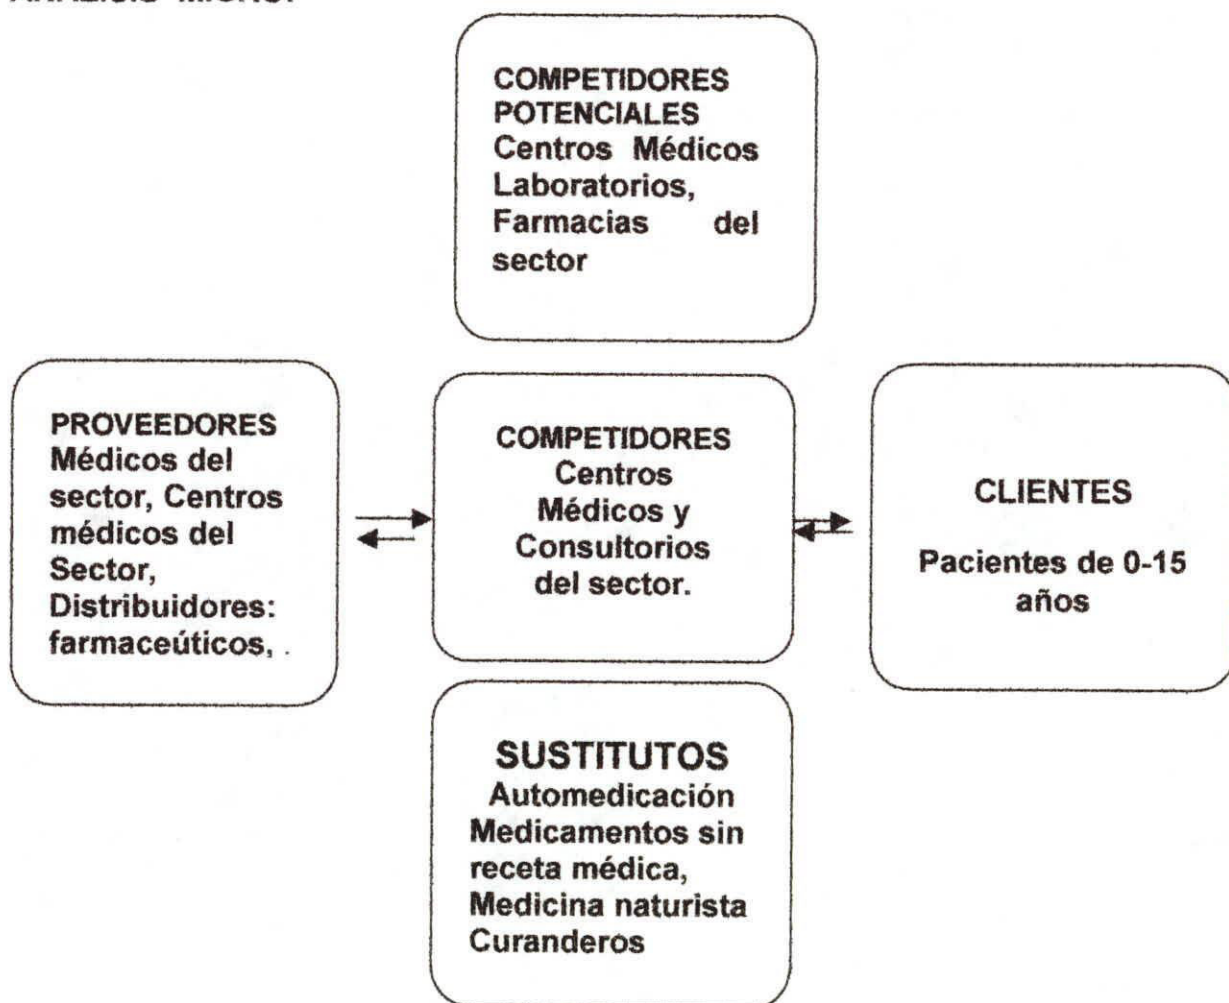 COMPETIDORES
POTENCIALES
Centros Médicos
Laboratorios,
Farmacias del
sector
PROVEEDORES
Médicos del
sector, Centros
médicos del
Sector,
Distribuidores:
farmaceúticos, .
COMPETIDORES
Centros
Médicos y
Consultorios
del sector.
CLIENTES
Pacientes de 0-15
años
SUSTITUTOS
Automedicación
Medicamentos sin
receta médica,
Medicina naturista
Curanderos